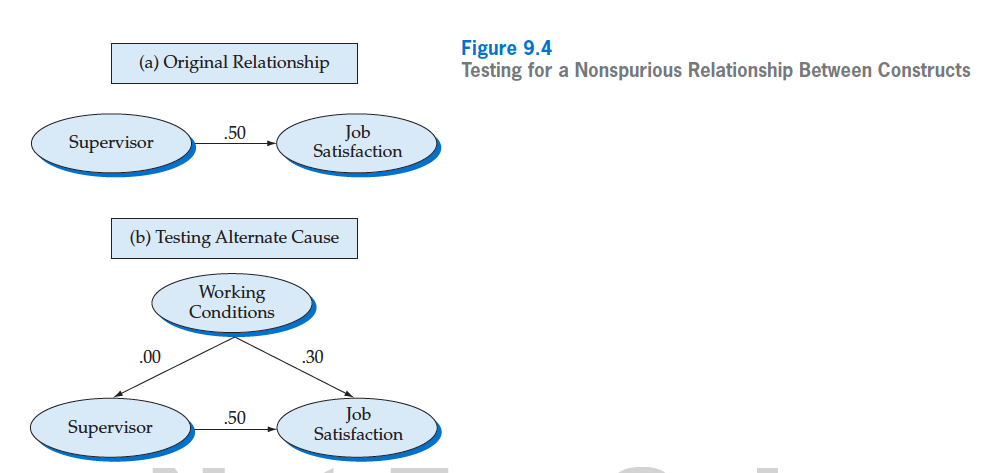 Figure 9.4
Testing for a Nonspurious Relationship Between Constructs
(a) Original Relationship
Supervisor
.50
Job
Satisfaction
(b) Testing Alternate Cause
Working
Conditions
.00
.30
Supervisor
.50
Job
Satisfaction